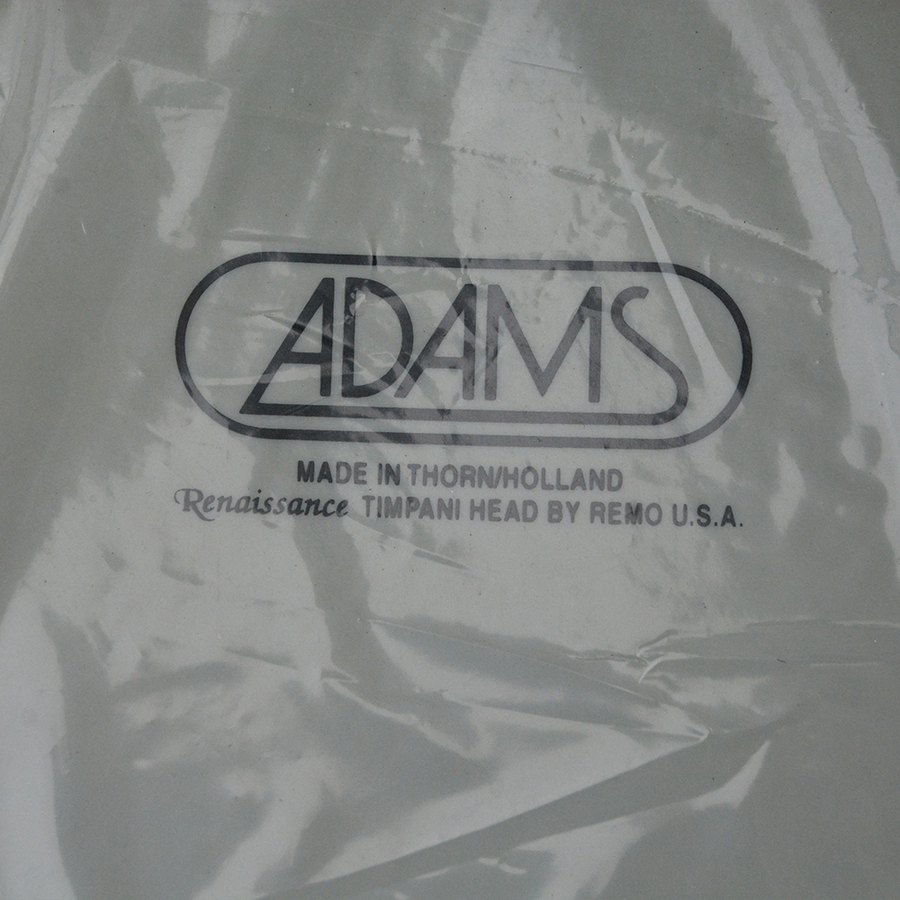 ADAMS
MADE IN THORN/HOLLAND
Renaissance TIMPANI HEAD BY REMO U.S.A.